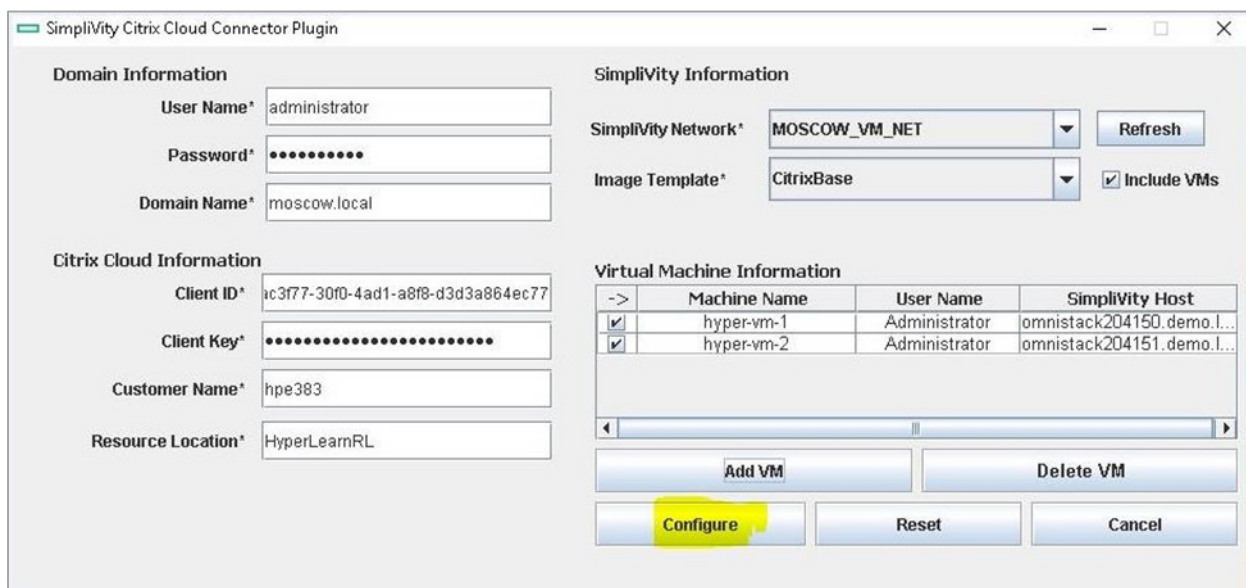 SimpliVity Citrix Cloud Connector Plugin
Domain Information
User Name* administrator
Password* ••••••••••
Domain Name* moscow.local
Citrix Cloud Information
Client ID* ac3f77-30f0-4ad1-a8f8-d3d3a864ec77
Client Key* ••••••••••••••••••••••••
Customer Name* hpe383
Resource Location* HyperLearnRL
SimpliVity Information
SimpliVity Network* MOSCOW_VM_NET Refresh
Image Template* CitrixBase Include VMs
Virtual Machine Information
-> Machine Name User Name SimpliVity Host
hyper-vm-1 Administrator omnistack204150.demo.l...
hyper-vm-2 Administrator omnistack204151.demo.l...
Add VM Delete VM
Configure Reset Cancel